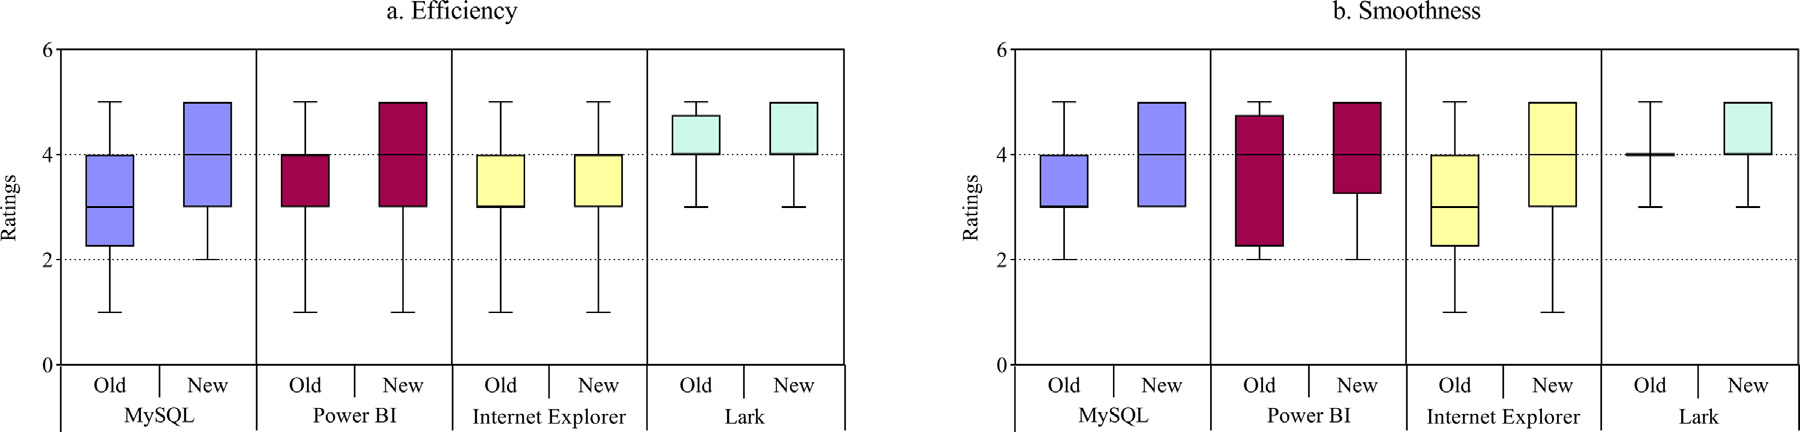 a. Efficiency
6
4
2
0
Ratings
Old New Old New Old New Old New
MySQL Power BI Internet Explorer Lark
b. Smoothness
6
4
2
0
Ratings
Old New Old New Old New Old New
MySQL Power BI Internet Explorer Lark